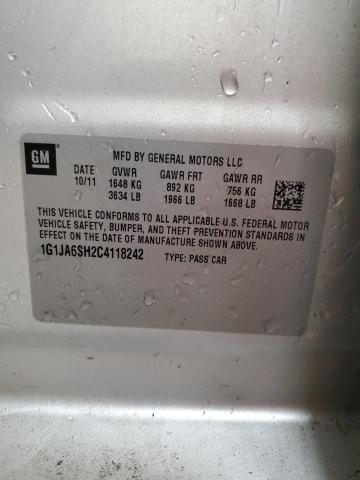 GM
MFD BY GENERAL MOTORS LLC
DATE GVWR GAWR FRT GAWR RR
10/11 1648 KG 892 KG 756 KG
3634 LB 1966 LB 1668 LB
THIS VEHICLE CONFORMS TO ALL APPLICABLE U.S. FEDERAL MOTOR
VEHICLE SAFETY, BUMPER, AND THEFT PREVENTION STANDARDS IN
EFFECT ON THE DATE OF MANUFACTURE SHOWN ABOVE.
1G1JA6SH2C4118242 TYPE: PASS CAR